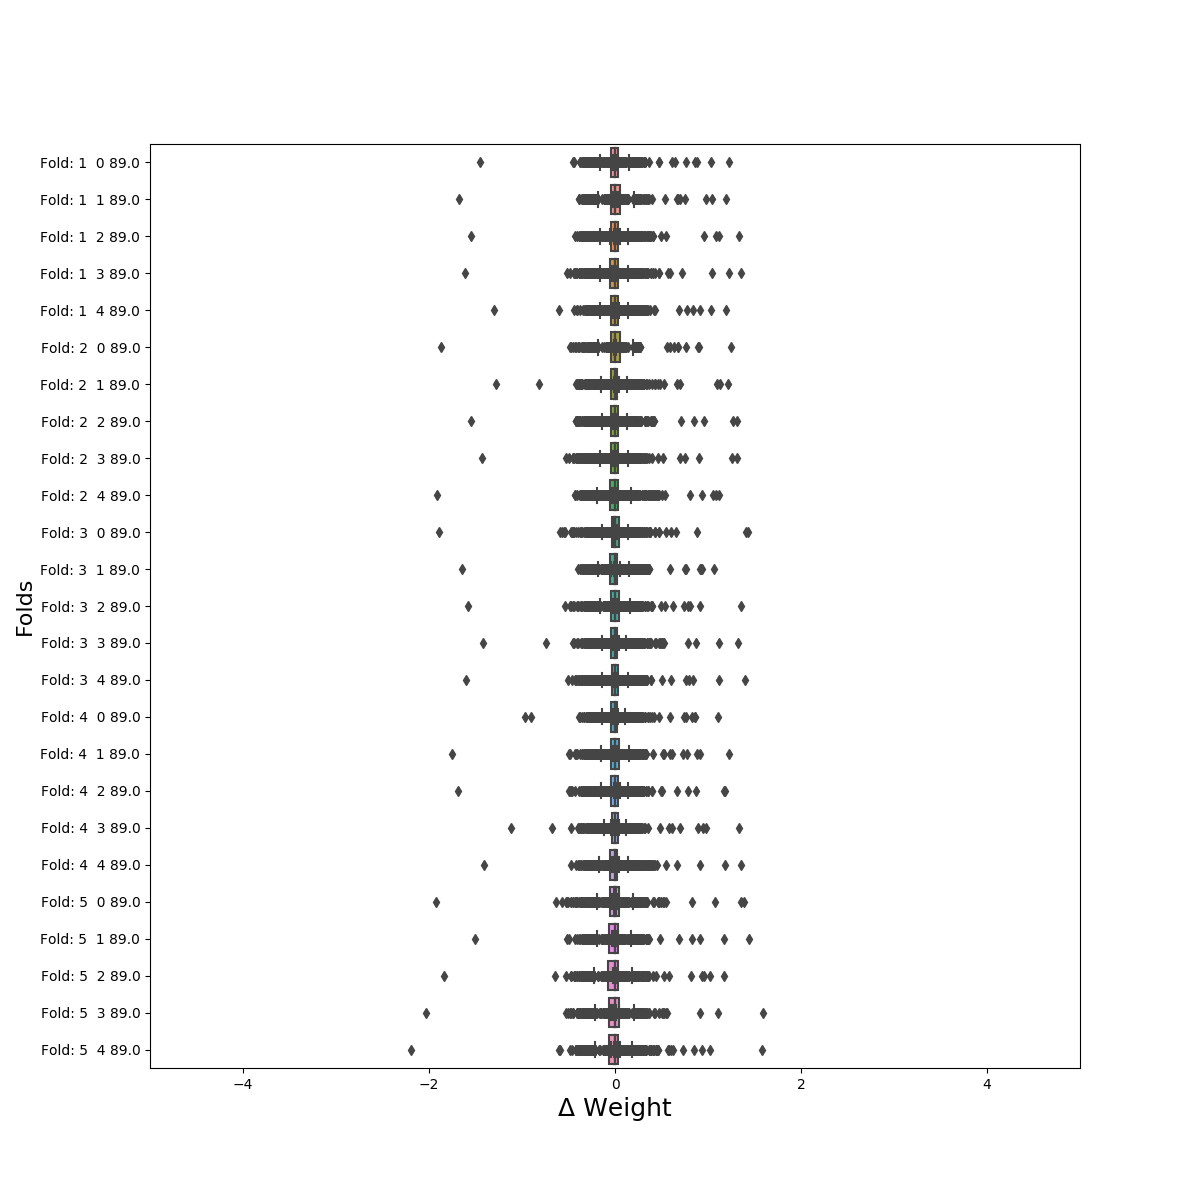 Fold: 1  0 89.0
Fold: 1  1 89.0
Fold: 1  2 89.0
Fold: 1  3 89.0
Fold: 1  4 89.0
Fold: 2  0 89.0
Fold: 2  1 89.0
Fold: 2  2 89.0
Fold: 2  3 89.0
Fold: 2  4 89.0
Fold: 3  0 89.0
Fold: 3  1 89.0
Fold: 3  2 89.0
Fold: 3  3 89.0
Fold: 3  4 89.0
Fold: 4  0 89.0
Fold: 4  1 89.0
Fold: 4  2 89.0
Fold: 4  3 89.0
Fold: 4  4 89.0
Fold: 5  0 89.0
Fold: 5  1 89.0
Fold: 5  2 89.0
Fold: 5  3 89.0
Fold: 5  4 89.0
Folds
−4 −2 0 2 4
Δ Weight